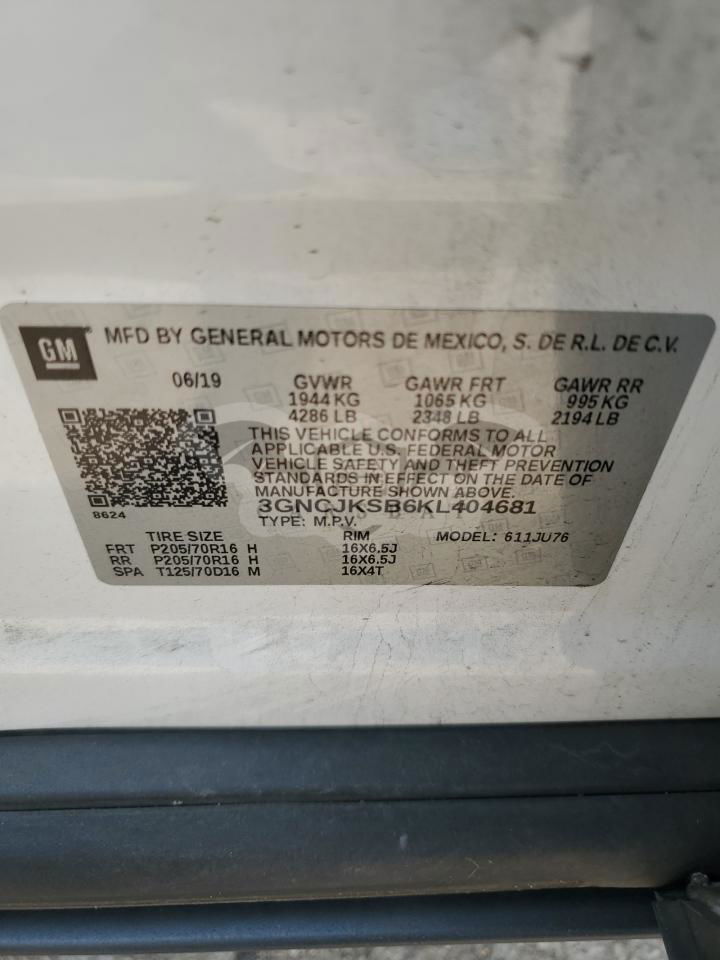 GM MFD BY GENERAL MOTORS DE MEXICO, S. DE R.L. DE C.V.
06/19 GVWR GAWR FRT GAWR RR
1944 KG 1065 KG 995 KG
4286 LB 2348 LB 2194 LB
THIS VEHICLE CONFORMS TO ALL
APPLICABLE U.S. FEDERAL MOTOR
VEHICLE SAFETY AND THEFT PREVENTION
STANDARDS IN EFFECT ON THE DATE OF
MANUFACTURE SHOWN ABOVE.
3GNCJKSB6KL404681
8624 TYPE: M.P.V.
TIRE SIZE RIM MODEL: 611JU76
FRT P205/70R16 H 16X6.5J
RR P205/70R16 H 16X6.5J
SPA T125/70D16 M 16X4T